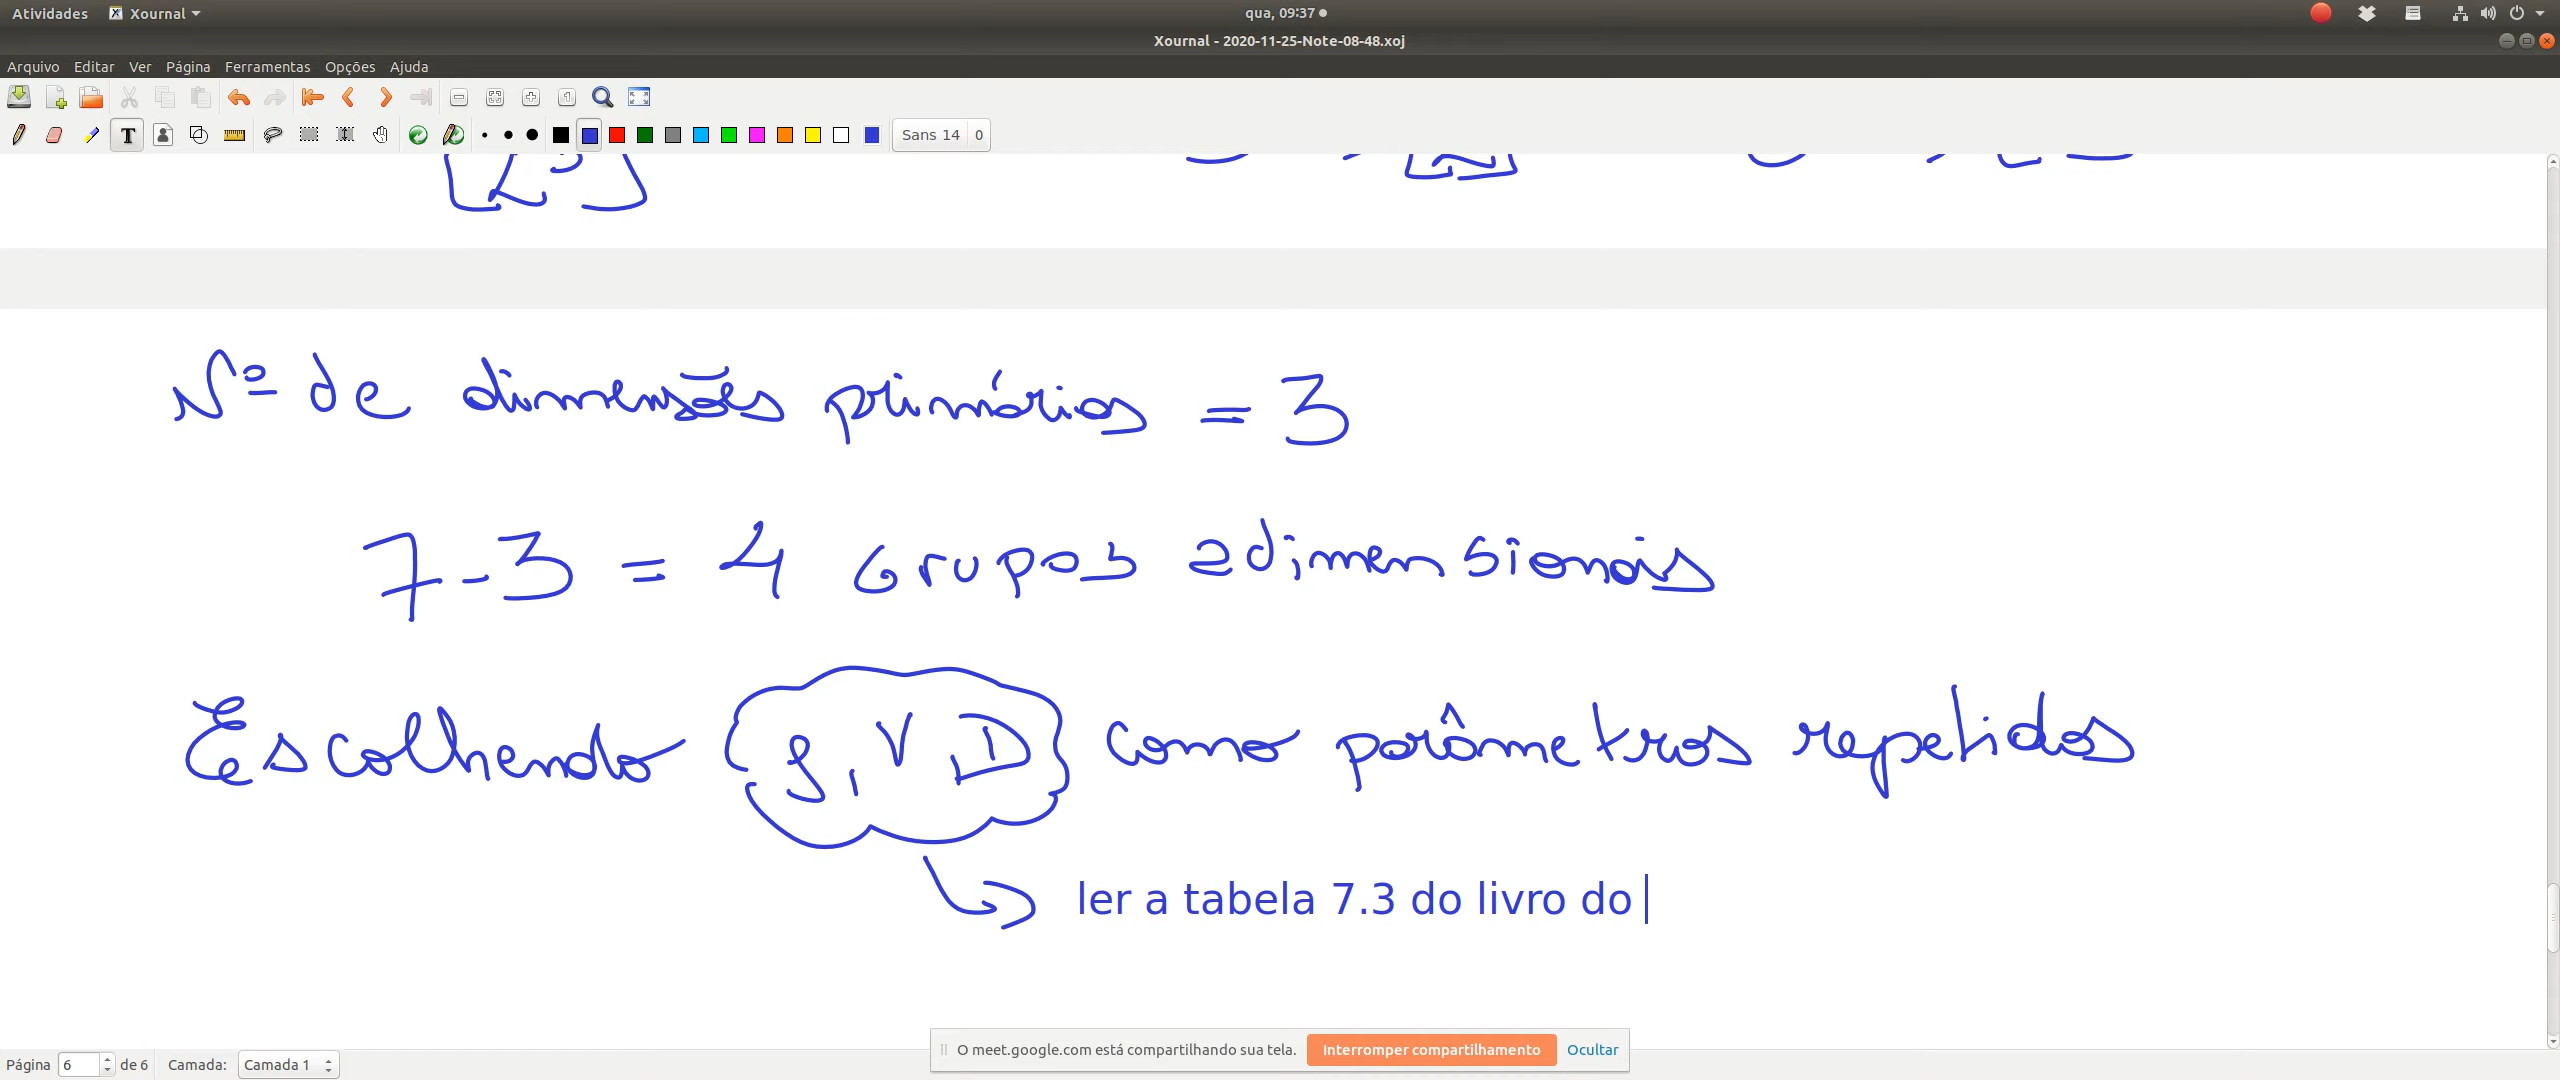 Atividades Xournal qua, 09:37
Xournal - 2020-11-25-Note-08-48.xoj
Arquivo Editar Ver Página Ferramentas Opções Ajuda
Sans 14 0
Nº de dimensões primárias = 3
7-3 = 4 Grupos adimensionais
Escolhendo ρ, V, D como parâmetros repetidos
ler a tabela 7.3 do livro do
O meet.google.com está compartilhando sua tela. Interromper compartilhamento Ocultar
Página 6 de 6 Camada: Camada 1